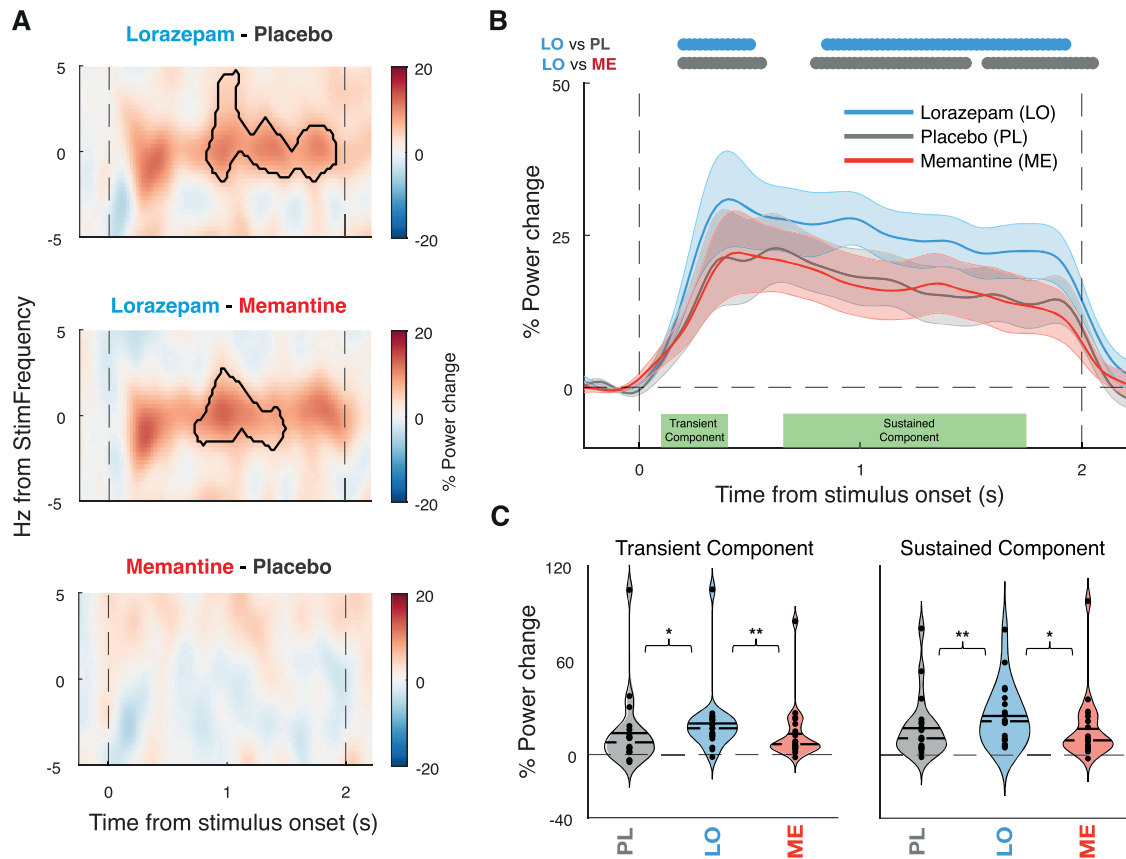 A
Lorazepam - Placebo
5
0
-5
20
0
-20
Lorazepam - Memantine
5
0
-5
20
0
-20
% Power change
Hz from StimFrequency
Memantine - Placebo
5
0
-5
20
0
-20
0
1
2
Time from stimulus onset (s)
B
LO vs PL
LO vs ME
50
25
0
% Power change
Lorazepam (LO)
Placebo (PL)
Memantine (ME)
Transient
Component
Sustained
Component
0
1
2
Time from stimulus onset (s)
C
Transient Component
Sustained Component
120
60
0
-40
% Power change
*
**
**
*
PL
LO
ME
PL
LO
ME